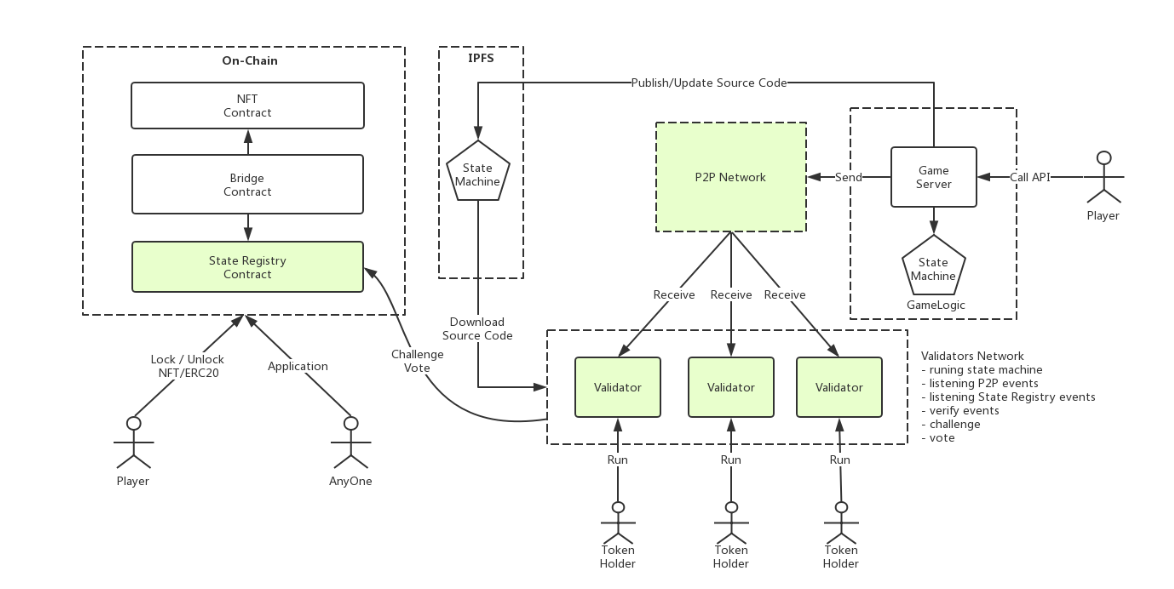 On-Chain
NFT
Contract
Bridge
Contract
State Registry
Contract
Lock / Unlock
NFT/ERC20
Application
Player
AnyOne
IPFS
State
Machine
Download
Source Code
Challenge
Vote
Publish/Update Source Code
P2P Network
Send
Game
Server
Call API
Player
State
Machine
GameLogic
Receive
Receive
Receive
Validator
Validator
Validator
Validators Network
- runing state machine
- listening P2P events
- listening State Registry events
- verify events
- challenge
- vote
Run
Run
Run
Token
Holder
Token
Holder
Token
Holder